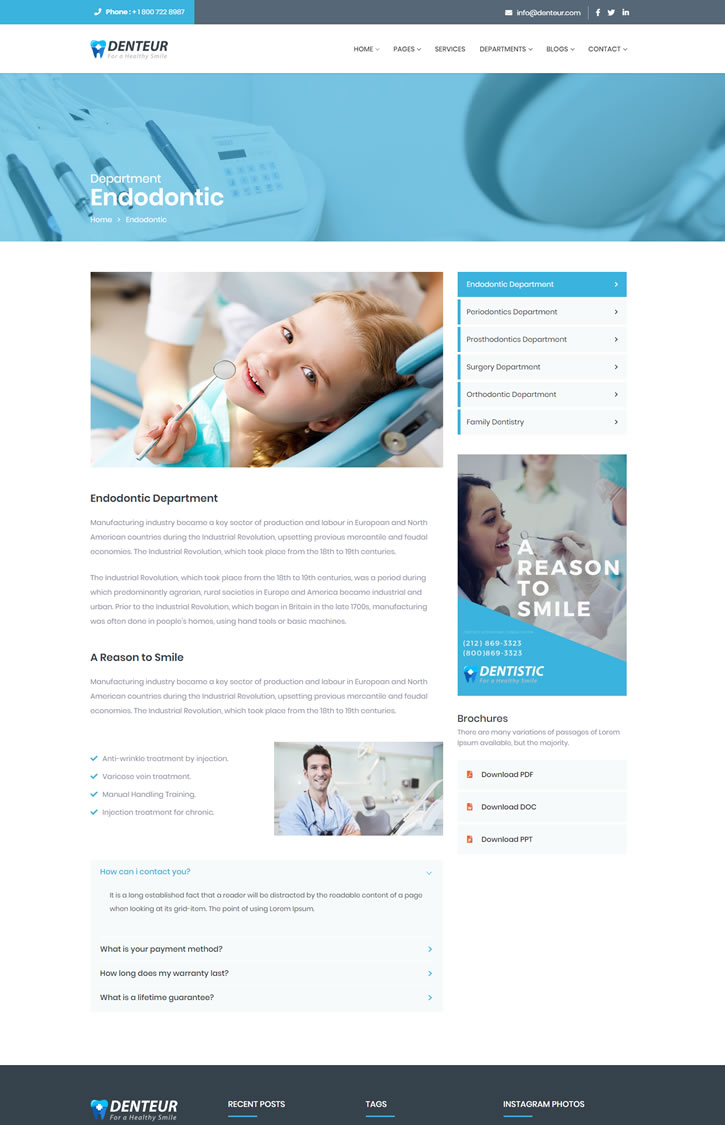 Phone : + 1 800 722 8987
info@denteur.com
DENTEUR
For a Healthy Smile
HOME
PAGES
SERVICES
DEPARTMENTS
BLOGS
CONTACT
Department
Endodontic
Home > Endodontic
Endodontic Department
Manufacturing industry became a key sector of production and labour in European and North
American countries during the Industrial Revolution, upsetting previous mercantile and feudal
economies. The Industrial Revolution, which took place from the 18th to 19th centuries.
The Industrial Revolution, which took place from the 18th to 19th centuries, was a period during
which predominantly agrarian, rural societies in Europe and America became industrial and
urban. Prior to the Industrial Revolution, which began in Britain in the late 1700s, manufacturing
was often done in people's homes, using hand tools or basic machines.
A Reason to Smile
Manufacturing industry became a key sector of production and labour in European and North
American countries during the Industrial Revolution, upsetting previous mercantile and feudal
economies. The Industrial Revolution, which took place from the 18th to 19th centuries.
Anti-wrinkle treatment by injection.
Varicose vein treatment.
Manual Handling Training.
Injection treatment for chronic.
How can i contact you?
It is a long established fact that a reader will be distracted by the readable content of a page
when looking at its grid-item. The point of using Lorem Ipsum.
What is your payment method?
How long does my warranty last?
What is a lifetime guarantee?
Endodontic Department
Periodontics Department
Prosthodontics Department
Surgery Department
Orthodontic Department
Family Dentistry
A
REASON
TO
SMILE
(212) 869-3323
(800)869-3323
DENTISTIC
For a Healthy Smile
Brochures
There are many variations of passages of Lorem
Ipsum available, but the majority.
Download PDF
Download DOC
Download PPT
DENTEUR
For a Healthy Smile
RECENT POSTS
TAGS
INSTAGRAM PHOTOS